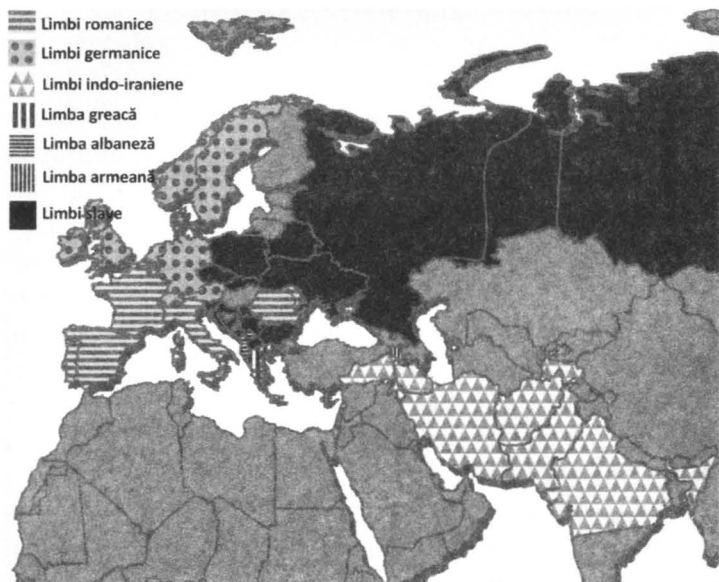 Limbi romanice
Limbi germanice
Limbi indo-iraniene
Limba greacă
Limba albaneză
Limba armeană
Limbi slave